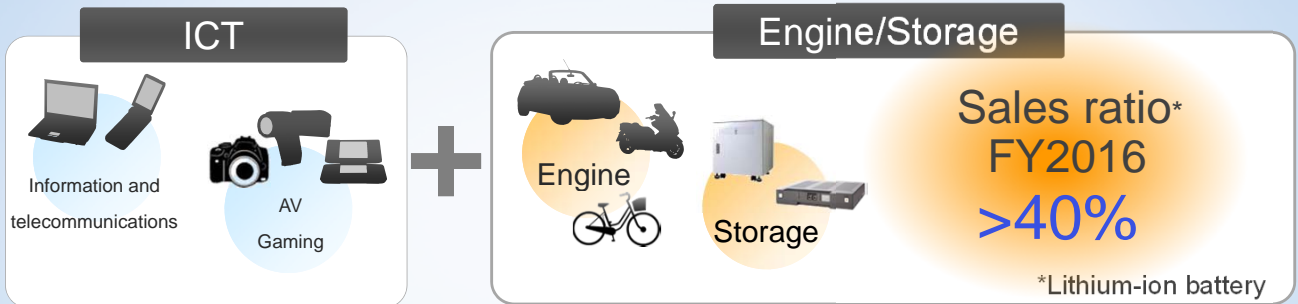 ICT
Information and
telecommunications
AV
Gaming
Engine/Storage
Engine
Storage
Sales ratio*
FY2016
>40%
*Lithium-ion battery